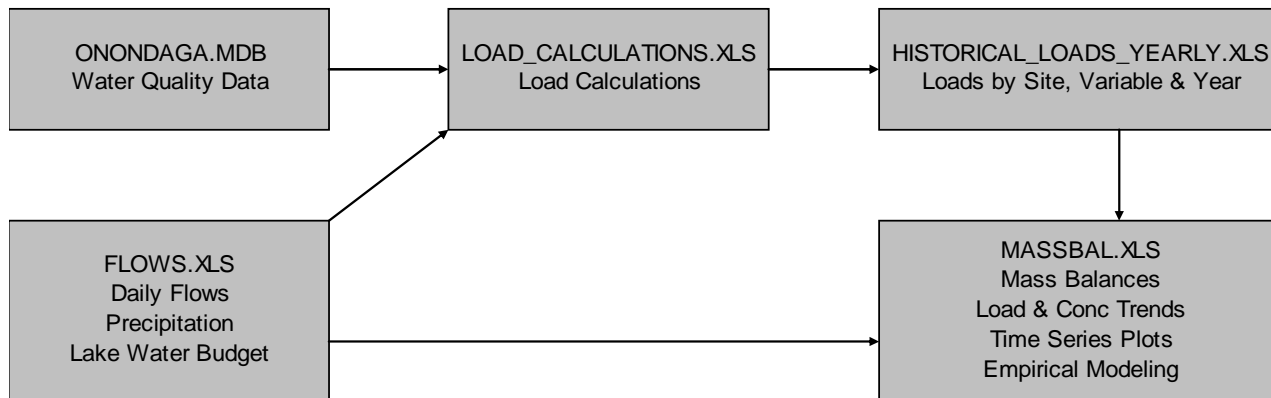 ONONDAGA.MDB
Water Quality Data
LOAD_CALCULATIONS.XLS
Load Calculations
HISTORICAL_LOADS_YEARLY.XLS
Loads by Site, Variable & Year
FLOWS.XLS
Daily Flows
Precipitation
Lake Water Budget
MASSBAL.XLS
Mass Balances
Load & Conc Trends
Time Series Plots
Empirical Modeling